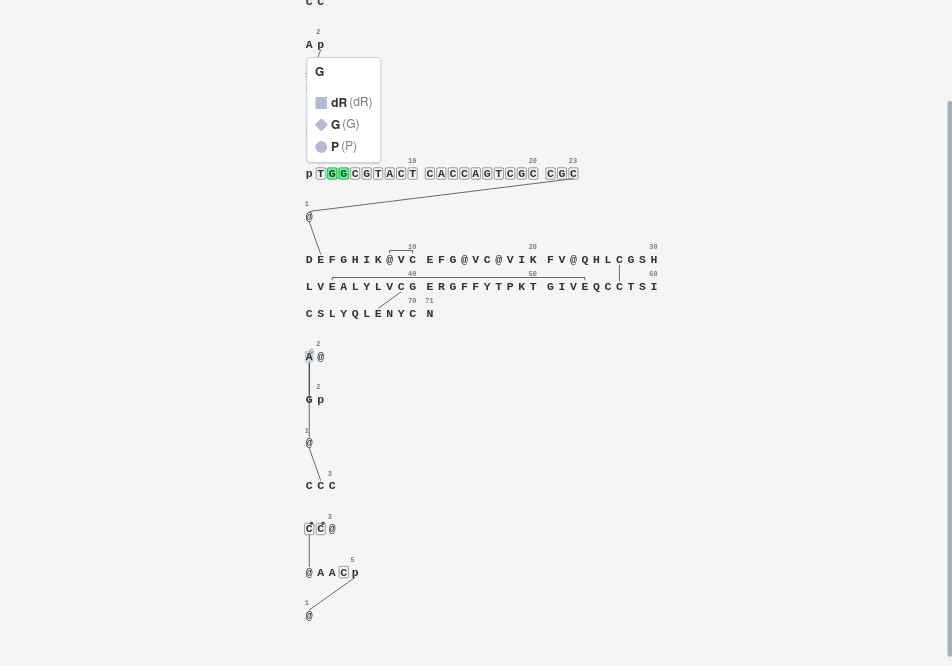 C C
2
A p
G
dR (dR)
G (G)
P (P)
10 20 23
p T G G C G T A C T C A C C A G T C G C C G C
1
@
10 20 30
D E F G H I K @ V C E F G @ V C @ V I K F V @ Q H L C G S H
40 50 60
L V E A L Y L V C G E R G F F Y T P K T G I V E Q C C T S I
70 71
C S L Y Q L E N Y C N
2
A @
2
G p
1
@
3
C C C
3
C C @
5
@ A A C p
1
@